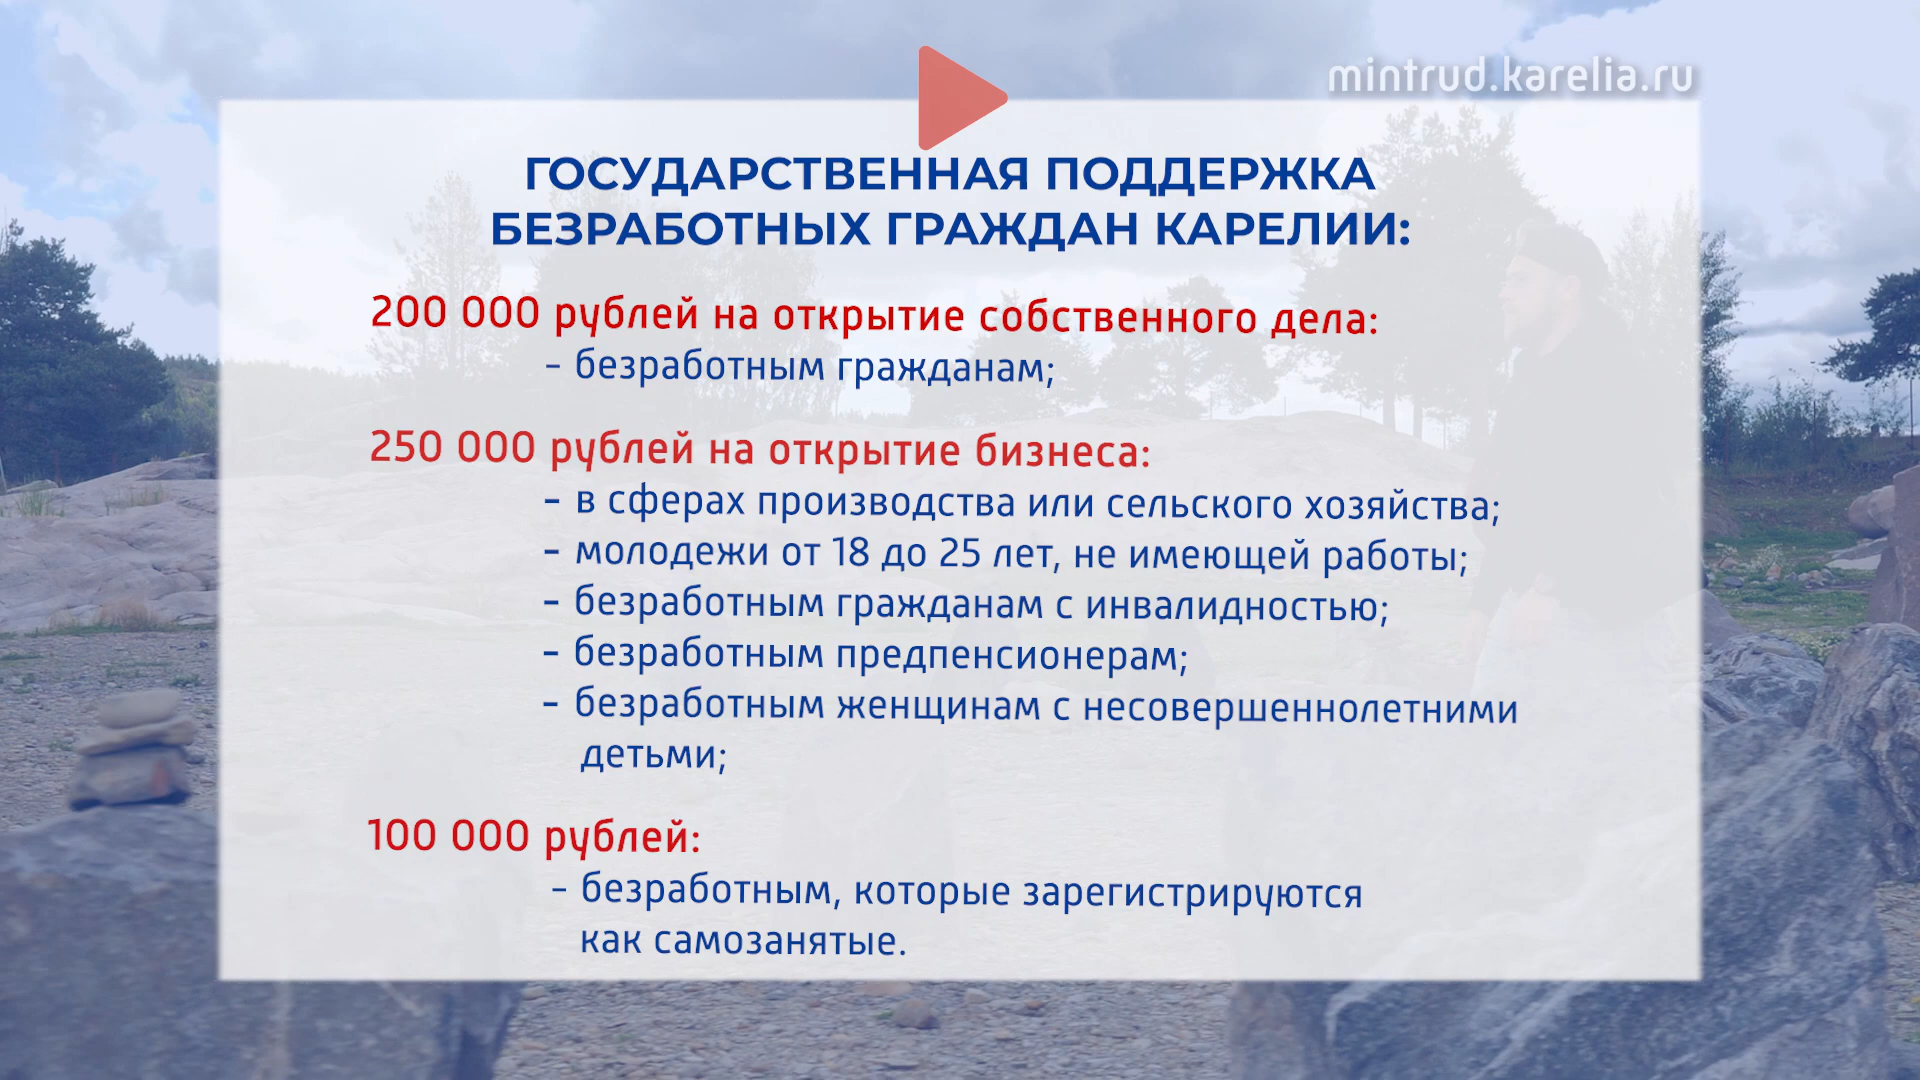 mintrud.karelia.ru
ГОСУДАРСТВЕННАЯ ПОДДЕРЖКА
БЕЗРАБОТНЫХ ГРАЖДАН КАРЕЛИИ:
200 000 рублей на открытие собственного дела:
- безработным гражданам;
250 000 рублей на открытие бизнеса:
- в сферах производства или сельского хозяйства;
- молодежи от 18 до 25 лет, не имеющей работы;
- безработным гражданам с инвалидностью;
- безработным предпенсионерам;
- безработным женщинам с несовершеннолетними
детьми;
100 000 рублей:
- безработным, которые зарегистрируются
как самозанятые.